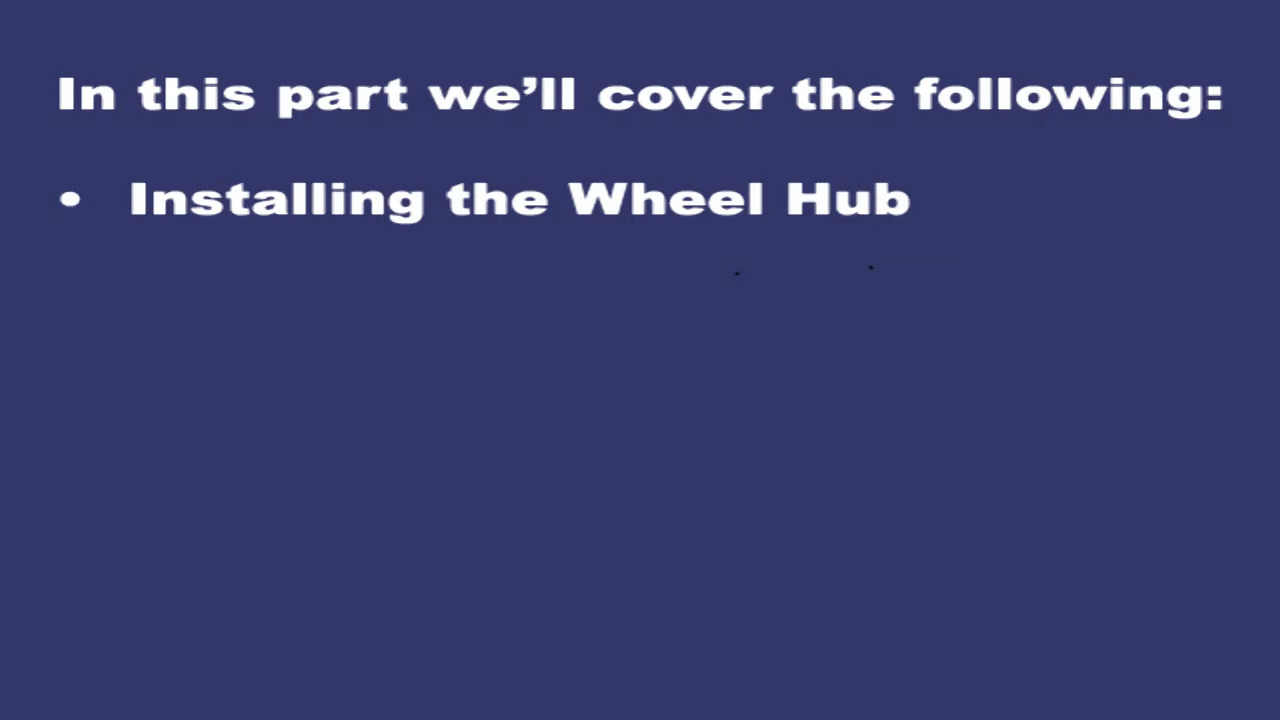 In this part we’ll cover the following:
• Installing the Wheel Hub